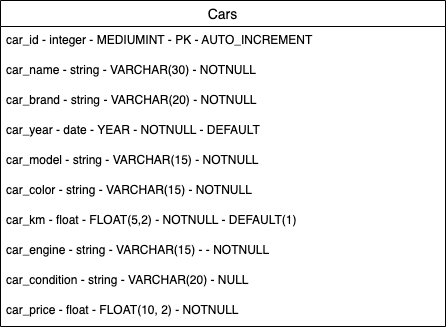 Cars
car_id - integer - MEDIUMINT - PK - AUTO_INCREMENT
car_name - string - VARCHAR(30) - NOTNULL
car_brand - string - VARCHAR(20) - NOTNULL
car_year - date - YEAR - NOTNULL - DEFAULT
car_model - string - VARCHAR(15) - NOTNULL
car_color - string - VARCHAR(15) - NOTNULL
car_km - float - FLOAT(5,2) - NOTNULL - DEFAULT(1)
car_engine - string - VARCHAR(15) - - NOTNULL
car_condition - string - VARCHAR(20) - NULL
car_price - float - FLOAT(10, 2) - NOTNULL